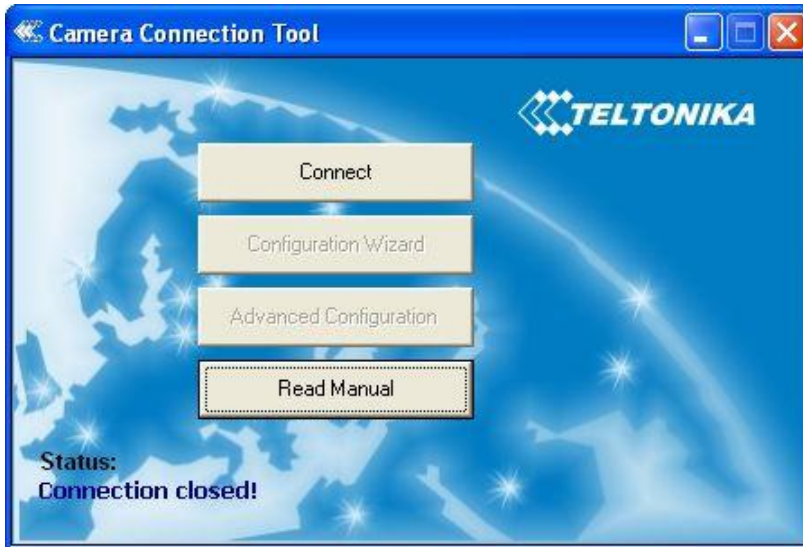 Camera Connection Tool
TELTONIKA
Connect
Configuration Wizard
Advanced Configuration
Read Manual
Status:
Connection closed!